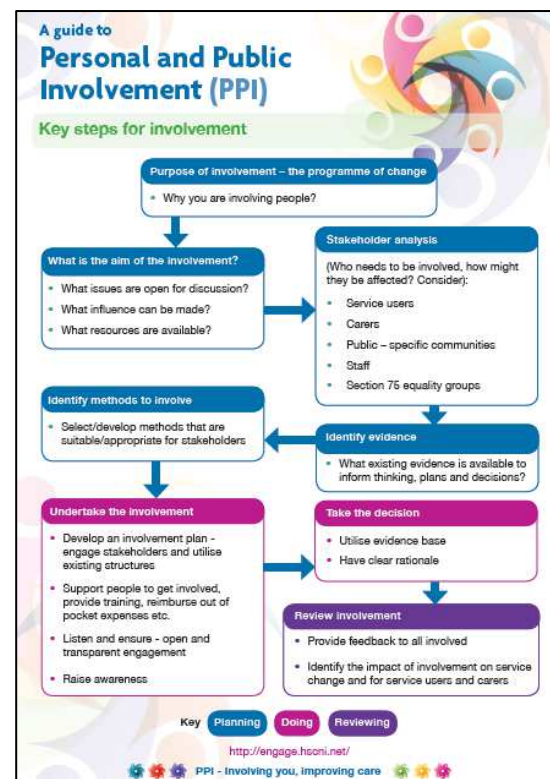 A guide to
Personal and Public
Involvement (PPI)
Key steps for involvement
Purpose of involvement – the programme of change
• Why you are involving people?
What is the aim of the involvement?
• What issues are open for discussion?
• What influence can be made?
• What resources are available?
Stakeholder analysis
(Who needs to be involved, how might
they be affected? Consider):
• Service users
• Carers
• Public – specific communities
• Staff
• Section 75 equality groups
Identify evidence
• What existing evidence is available to
inform thinking, plans and decisions?
Identify methods to involve
• Select/develop methods that are
suitable/appropriate for stakeholders
Undertake the involvement
• Develop an involvement plan -
engage stakeholders and utilise
existing structures
• Support people to get involved,
provide training, reimburse out of
pocket expenses etc.
• Listen and ensure - open and
transparent engagement
• Raise awareness
Take the decision
• Utilise evidence base
• Have clear rationale
Review involvement
• Provide feedback to all involved
• Identify the impact of involvement on service
change and for service users and carers
Key Planning Doing Reviewing
http://engage.hscni.net/
PPI - Involving you, improving care